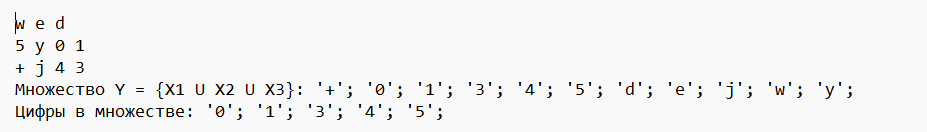 w e d
5 y 0 1
+ j 4 3
Множество Y = {X1 U X2 U X3}: '+'; '0'; '1'; '3'; '4'; '5'; 'd'; 'e'; 'j'; 'w'; 'y';
Цифры в множестве: '0'; '1'; '3'; '4'; '5';